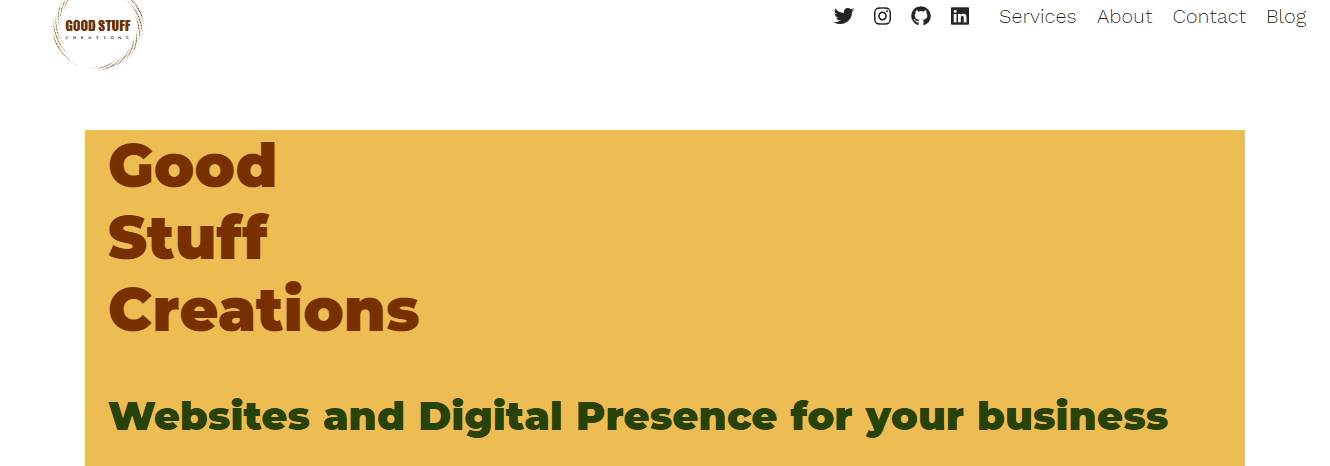 GOOD STUFF
CREATIONS
Services About Contact Blog
Good
Stuff
Creations
Websites and Digital Presence for your business